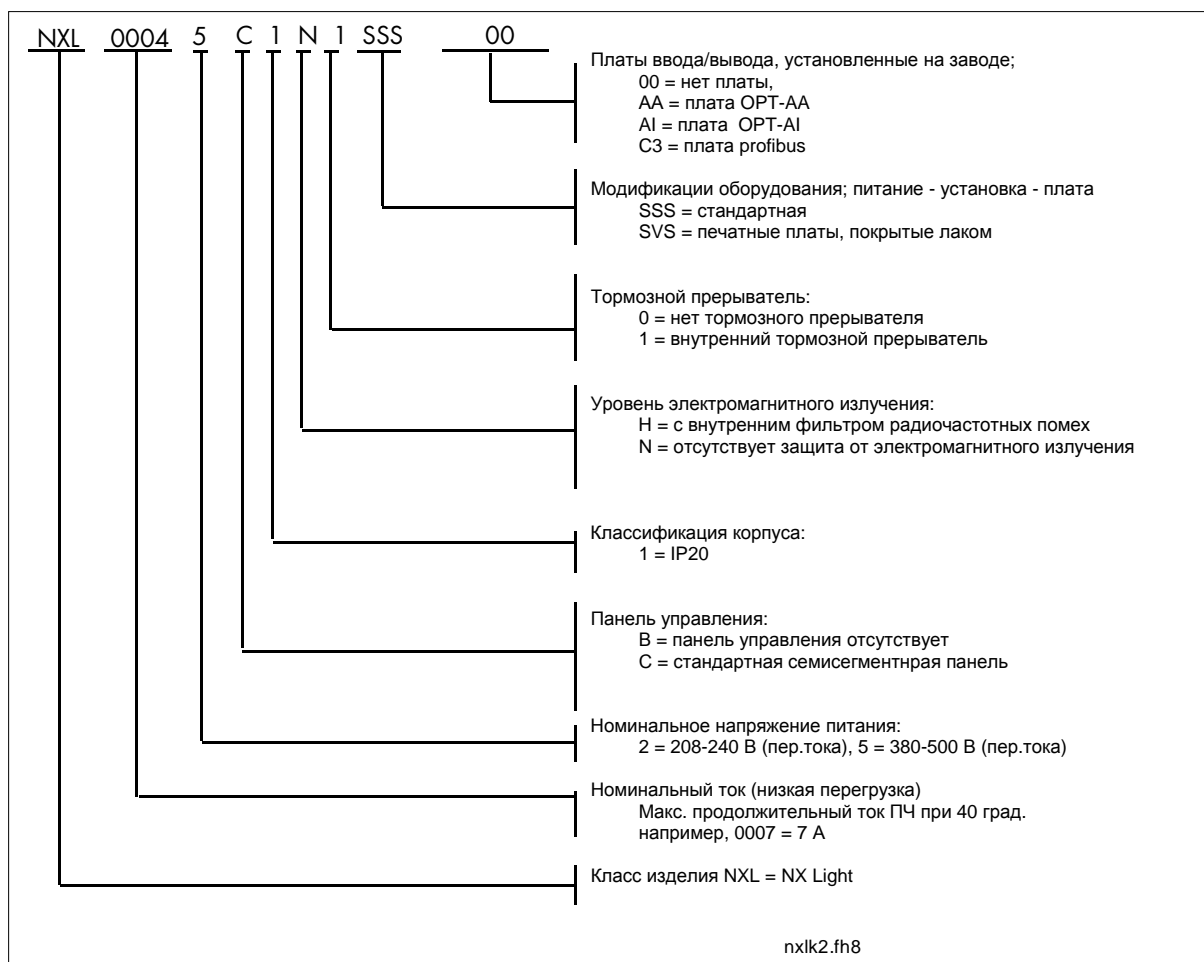 NXL 0004 5 C 1 N 1 SSS 00
Платы ввода/вывода, установленные на заводе;
00 = нет платы,
AA = плата OPT-AA
AI = плата OPT-AI
C3 = плата profibus
Модификации оборудования; питание - установка - плата
SSS = стандартная
SVS = печатные платы, покрытые лаком
Тормозной прерыватель:
0 = нет тормозного прерывателя
1 = внутренний тормозной прерыватель
Уровень электромагнитного излучения:
H = с внутренним фильтром радиочастотных помех
N = отсутствует защита от электромагнитного излучения
Классификация корпуса:
1 = IP20
Панель управления:
B = панель управления отсутствует
C = стандартная семисегментнрая панель
Номинальное напряжение питания:
2 = 208-240 В (пер.тока), 5 = 380-500 В (пер.тока)
Номинальный ток (низкая перегрузка)
Макс. продолжительный ток ПЧ при 40 град.
например, 0007 = 7 А
Класс изделия NXL = NX Light
nxlk2.fh8